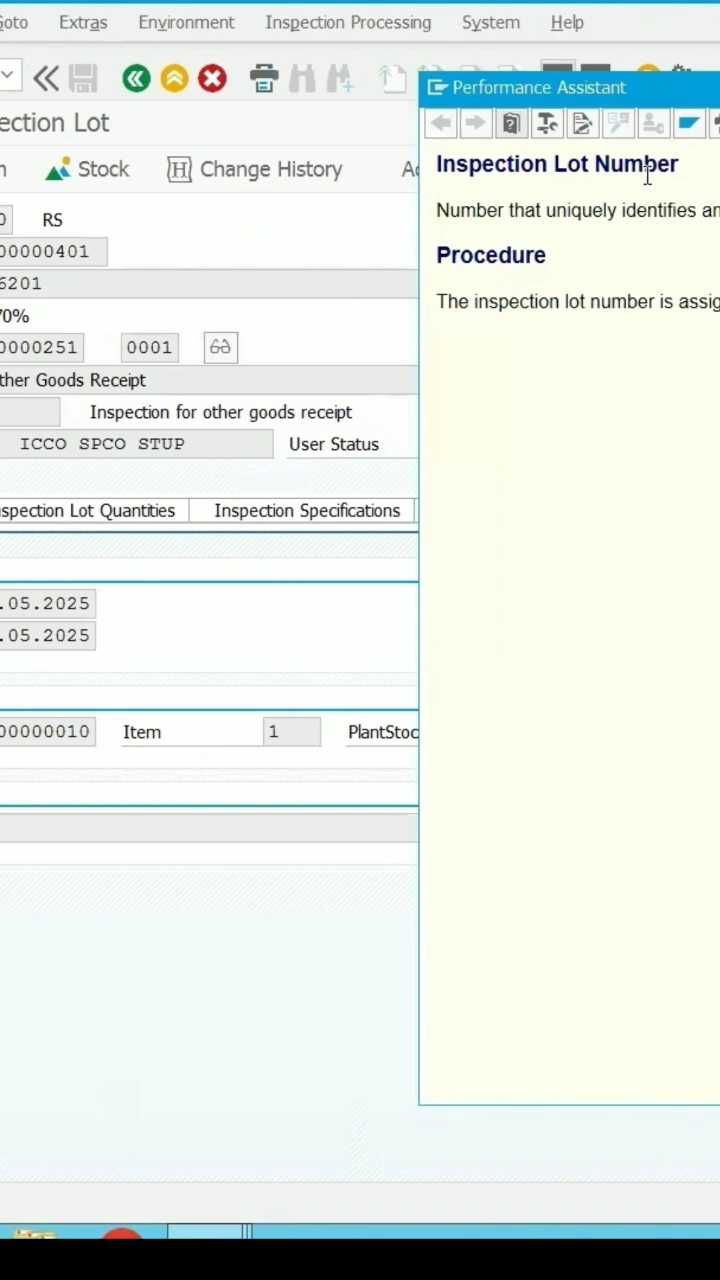 Goto Extras Environment Inspection Processing System Help
Performance Assistant
ection Lot
Stock Change History
Inspection Lot Number
0 RS
Number that uniquely identifies an
00000401
Procedure
6201
The inspection lot number is assig
70%
0000251 0001
ther Goods Receipt
Inspection for other goods receipt
ICCO SPCO STUP User Status
nspection Lot Quantities Inspection Specifications
.05.2025
.05.2025
00000010 Item 1 PlantStoc